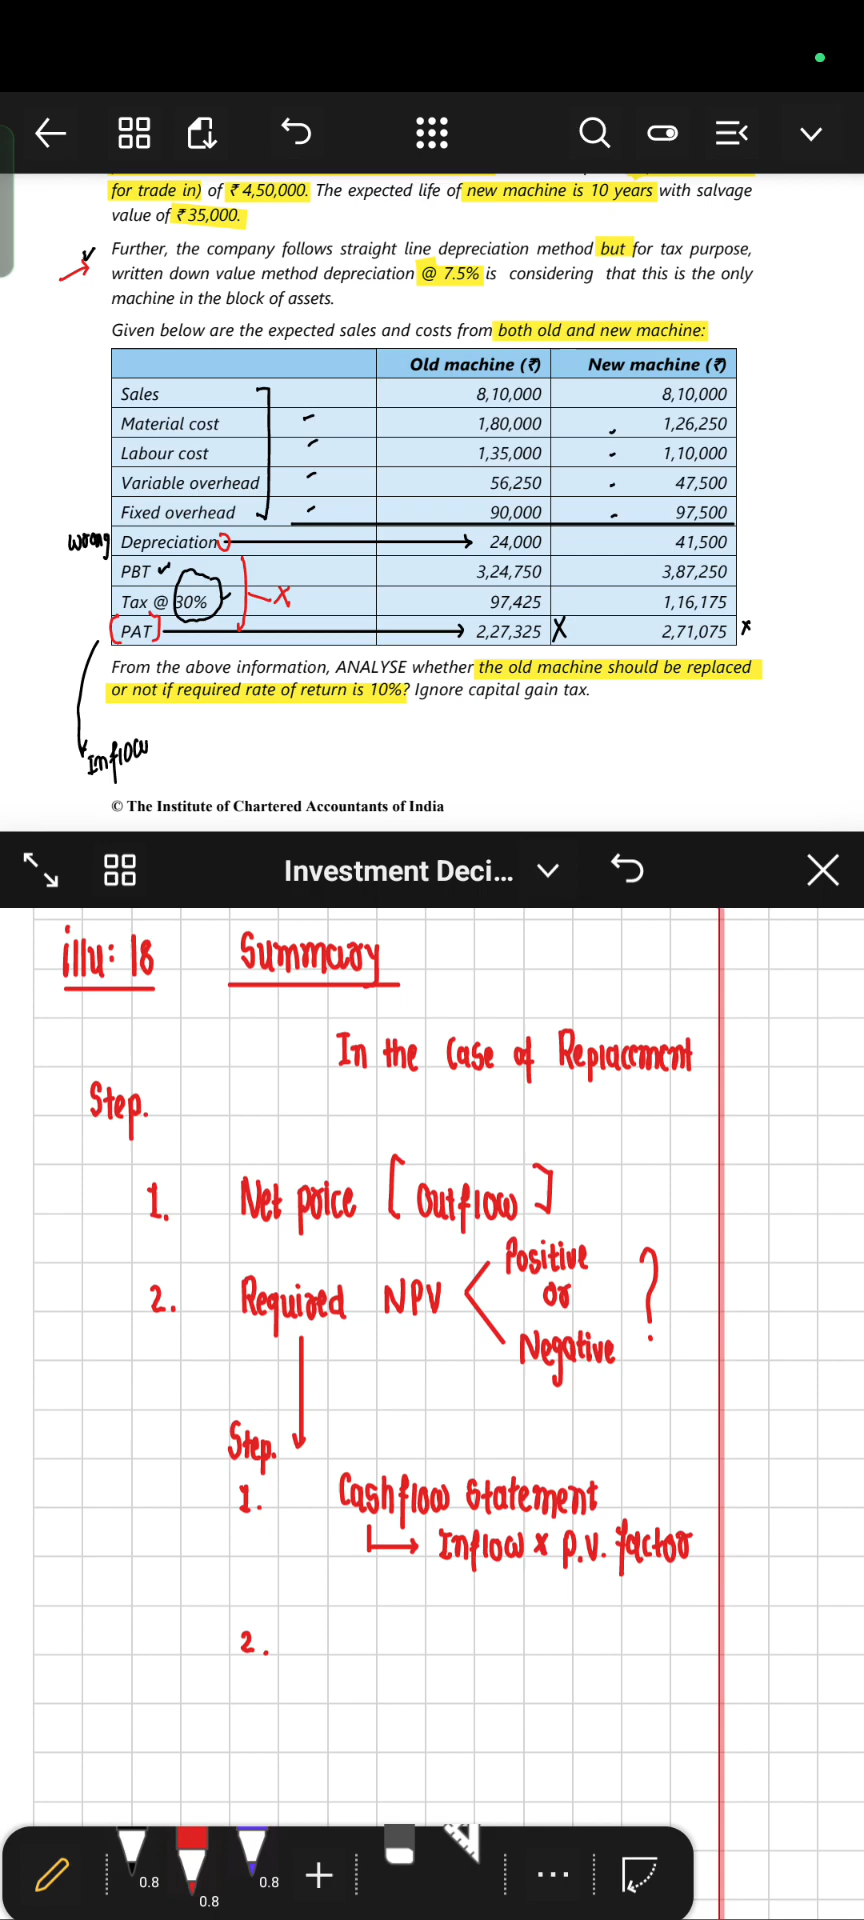 for trade in) of ₹ 4,50,000. The expected life of new machine is 10 years with salvage
value of ₹ 35,000.
Further, the company follows straight line depreciation method but for tax purpose,
written down value method depreciation @ 7.5% is considering that this is the only
machine in the block of assets.
Given below are the expected sales and costs from both old and new machine:
Old machine (₹) New machine (₹)
Sales 8,10,000 8,10,000
Material cost 1,80,000 1,26,250
Labour cost 1,35,000 1,10,000
Variable overhead 56,250 47,500
Fixed overhead 90,000 97,500
wrong Depreciation 24,000 41,500
PBT 3,24,750 3,87,250
Tax @ 30% X 97,425 1,16,175
PAT 2,27,325 X 2,71,075 x
From the above information, ANALYSE whether the old machine should be replaced
or not if required rate of return is 10%? Ignore capital gain tax.
Inflow
© The Institute of Chartered Accountants of India
Investment Deci...
illu: 18 Summary
In the Case of Replacement
Step.
1. Net price [ Outflow ]
2. Required NPV Positive or Negative ?
Step.
1. Cashflow Statement
Inflow x P.V. factor
2.
0.8 0.8 0.8